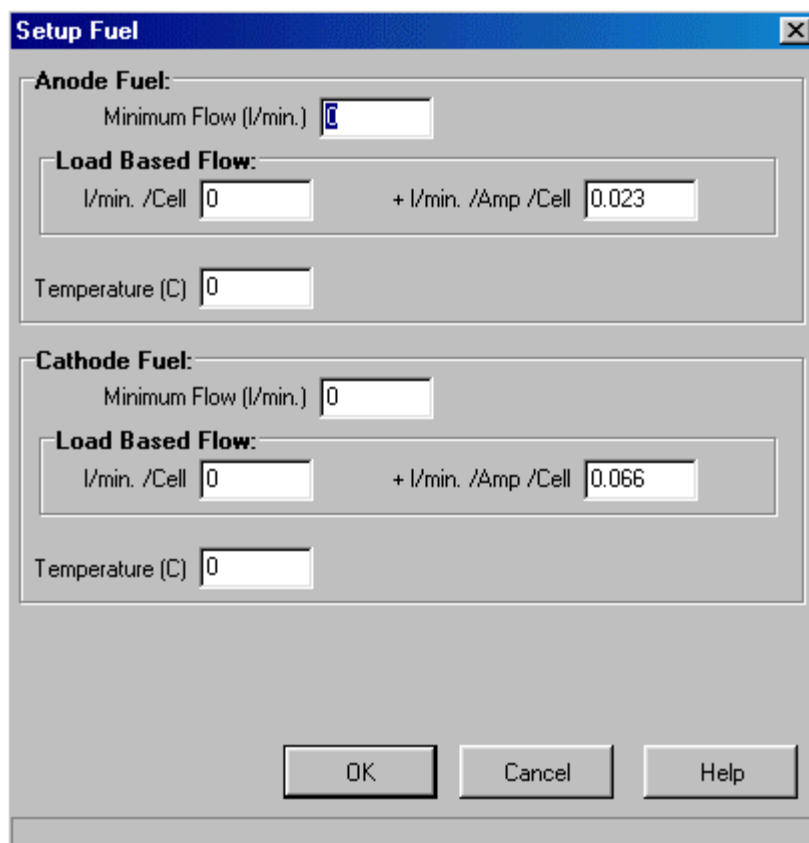 Setup Fuel
Anode Fuel:
Minimum Flow (l/min.) 0
Load Based Flow:
l/min. /Cell 0 + l/min. /Amp /Cell 0.023
Temperature (C) 0
Cathode Fuel:
Minimum Flow (l/min.) 0
Load Based Flow:
l/min. /Cell 0 + l/min. /Amp /Cell 0.066
Temperature (C) 0
OK Cancel Help